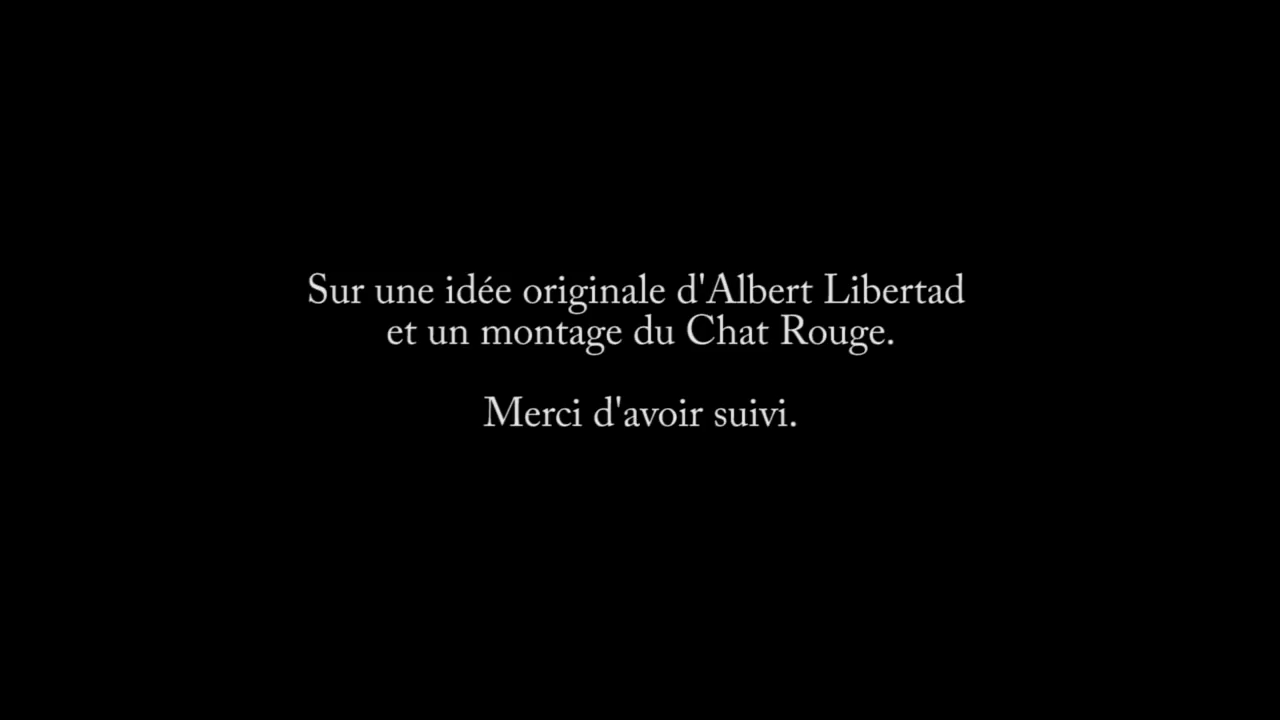 Sur une idée originale d'Albert Libertad
et un montage du Chat Rouge.
Merci d'avoir suivi.